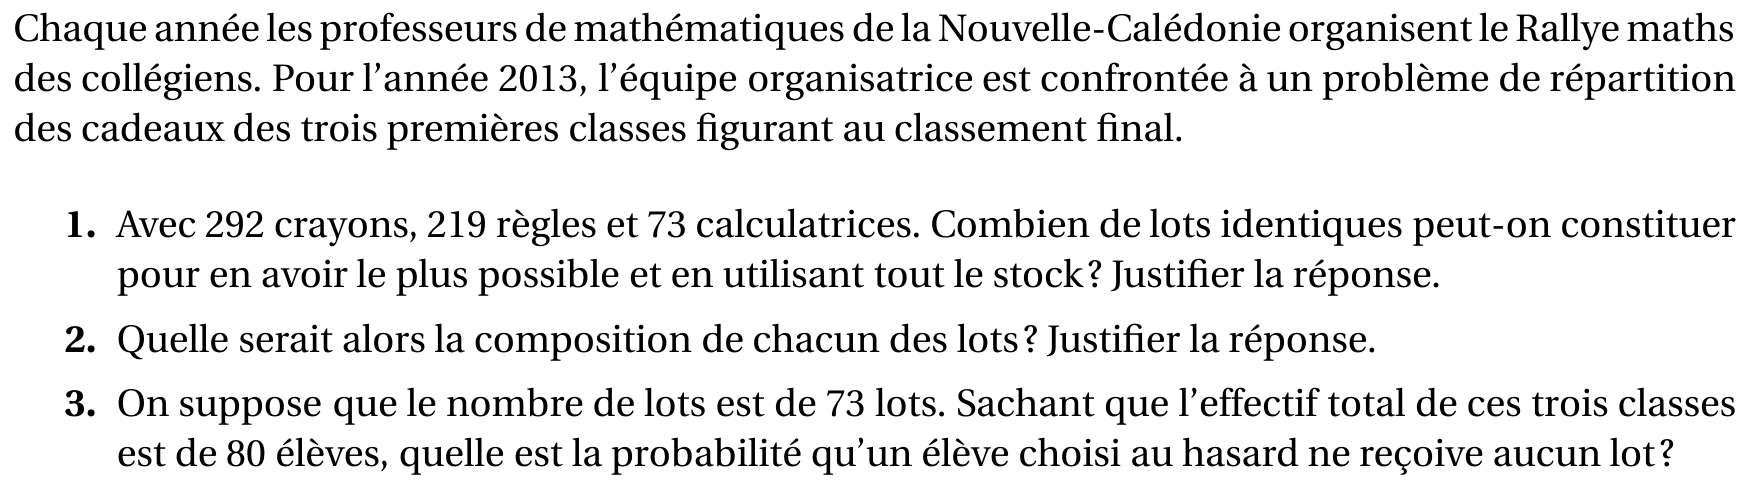 Chaque année les professeurs de mathématiques de la Nouvelle-Calédonie organisent le Rallye maths
des collégiens. Pour l’année 2013, l’équipe organisatrice est confrontée à un problème de répartition
des cadeaux des trois premières classes figurant au classement final.
1. Avec 292 crayons, 219 règles et 73 calculatrices. Combien de lots identiques peut-on constituer
pour en avoir le plus possible et en utilisant tout le stock ? Justifier la réponse.
2. Quelle serait alors la composition de chacun des lots ? Justifier la réponse.
3. On suppose que le nombre de lots est de 73 lots. Sachant que l’effectif total de ces trois classes
est de 80 élèves, quelle est la probabilité qu’un élève choisi au hasard ne reçoive aucun lot ?